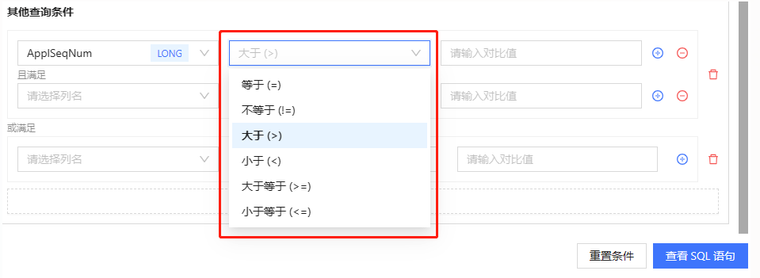 其他查询条件
ApplSeqNum LONG 大于 (>) 请输入对比值
且满足
请选择列名 请输入对比值
或满足
请选择列名 请输入对比值
等于 (=)
不等于 (!=)
大于 (>)
小于 (<)
大于等于 (>=)
小于等于 (<=)
重置条件 查看 SQL 语句